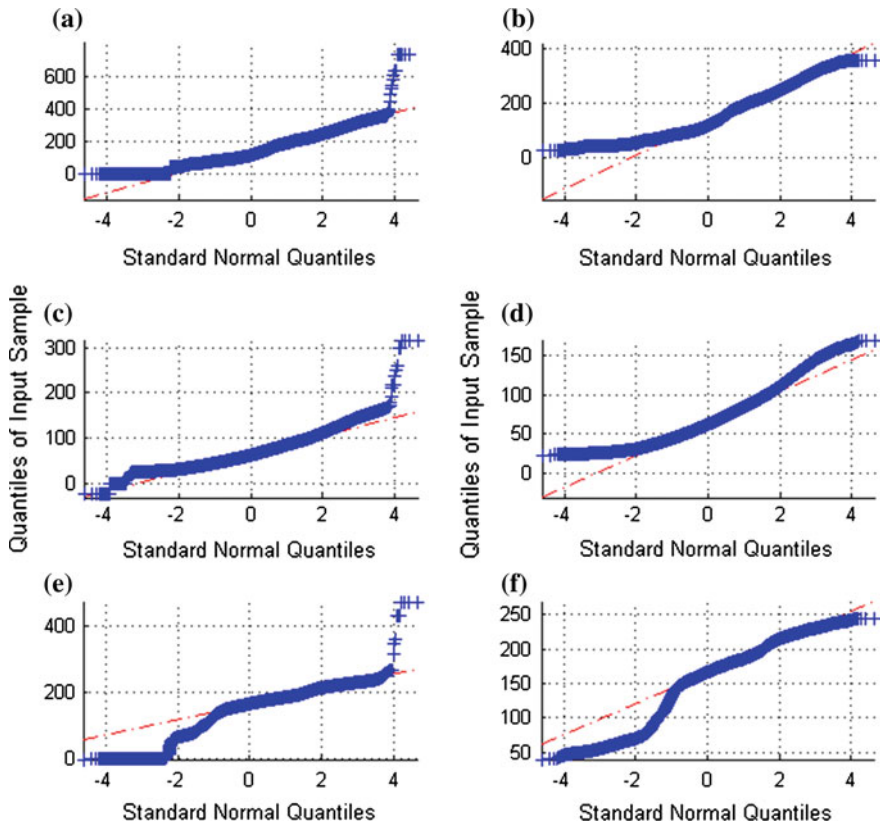 (a)
600
400
200
0
-4 -2 0 2 4
Standard Normal Quantiles
(b)
400
200
0
-4 -2 0 2 4
Standard Normal Quantiles
Quantiles of Input Sample
(c)
300
200
100
0
-4 -2 0 2 4
Standard Normal Quantiles
Quantiles of Input Sample
(d)
150
100
50
0
-4 -2 0 2 4
Standard Normal Quantiles
(e)
400
200
0
-4 -2 0 2 4
Standard Normal Quantiles
(f)
250
200
150
100
50
-4 -2 0 2 4
Standard Normal Quantiles